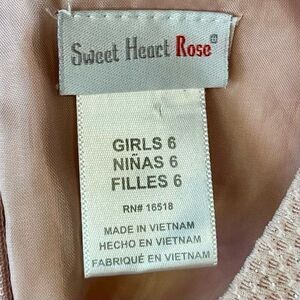 Sweet Heart Rose®
GIRLS 6
NIÑAS 6
FILLES 6
RN# 16518
MADE IN VIETNAM
HECHO EN VIETNAM
FABRIQUÉ EN VIETNAM